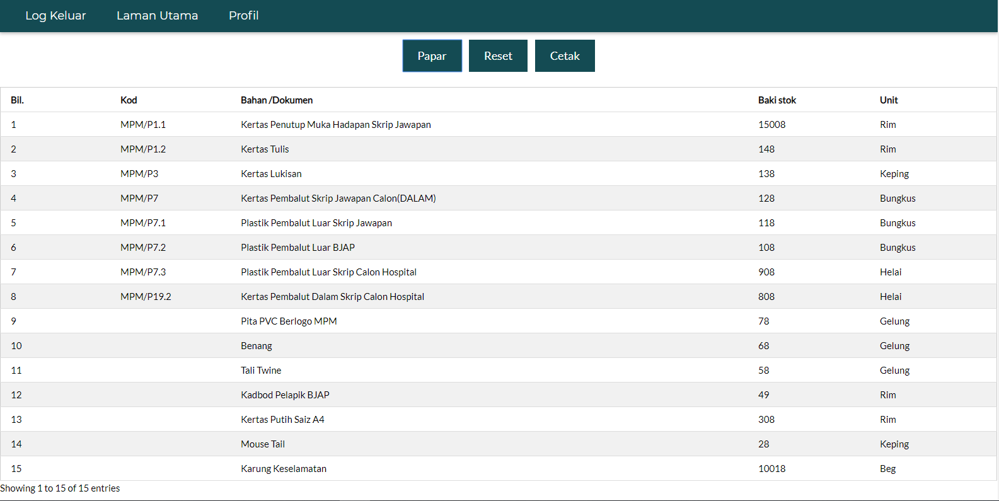 Log Keluar Laman Utama Profil
Papar Reset Cetak
Bil. Kod Bahan /Dokumen Baki stok Unit
1 MPM/P1.1 Kertas Penutup Muka Hadapan Skrip Jawapan 15008 Rim
2 MPM/P1.2 Kertas Tulis 148 Rim
3 MPM/P3 Kertas Lukisan 138 Keping
4 MPM/P7 Kertas Pembalut Skrip Jawapan Calon(DALAM) 128 Bungkus
5 MPM/P7.1 Plastik Pembalut Luar Skrip Jawapan 118 Bungkus
6 MPM/P7.2 Plastik Pembalut Luar BJAP 108 Bungkus
7 MPM/P7.3 Plastik Pembalut Luar Skrip Calon Hospital 908 Helai
8 MPM/P19.2 Kertas Pembalut Dalam Skrip Calon Hospital 808 Helai
9 Pita PVC Berlogo MPM 78 Gelung
10 Benang 68 Gelung
11 Tali Twine 58 Gelung
12 Kadbod Pelapik BJAP 49 Rim
13 Kertas Putih Saiz A4 308 Rim
14 Mouse Tail 28 Keping
15 Karung Keselamatan 10018 Beg
Showing 1 to 15 of 15 entries